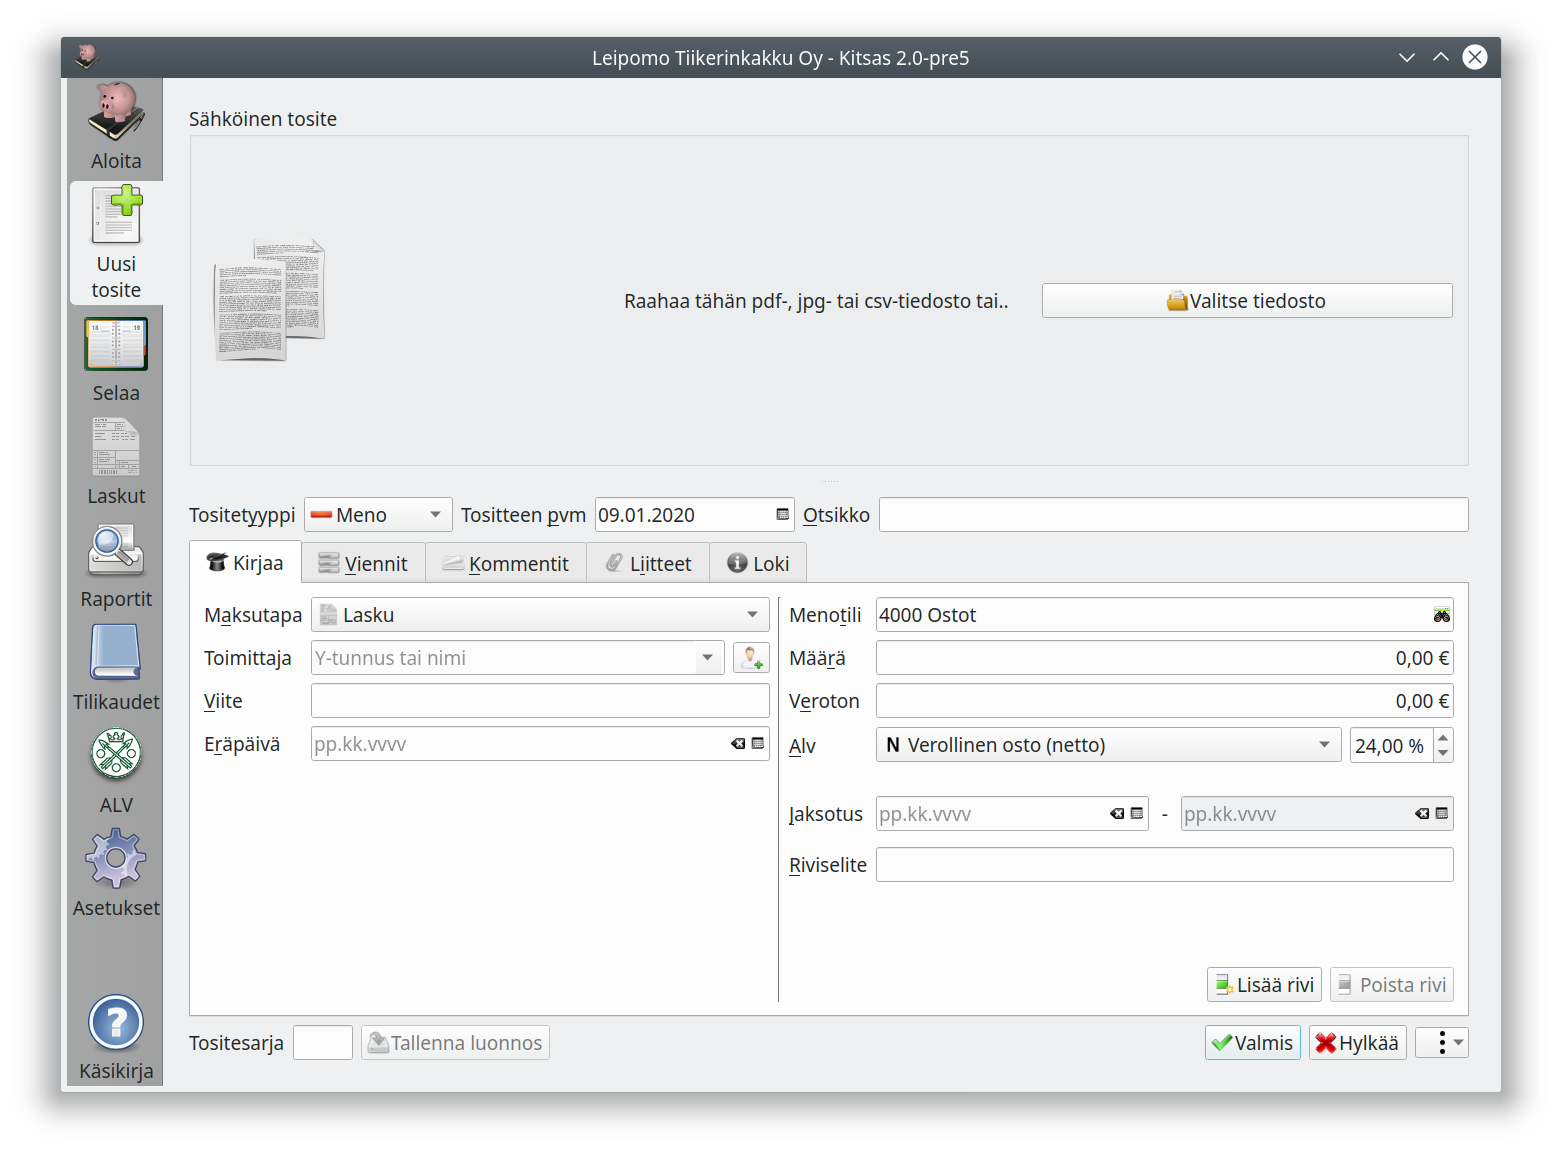 Leipomo Tiikerinkakku Oy - Kitsas 2.0-pre5
Aloita
Uusi
tosite
Selaa
Laskut
Raportit
Tilikaudet
ALV
Asetukset
Käsikirja
Sähköinen tosite
Raahaa tähän pdf-, jpg- tai csv-tiedosto tai..
Valitse tiedosto
Tositetyyppi Meno Tositteen pvm 09.01.2020 Otsikko
Kirjaa Viennit Kommentit Liitteet Loki
Maksutapa Lasku
Toimittaja Y-tunnus tai nimi
Viite
Eräpäivä pp.kk.vvvv
Menotili 4000 Ostot
Määrä 0,00 €
Veroton 0,00 €
Alv N Verollinen osto (netto) 24,00 %
Jaksotus pp.kk.vvvv - pp.kk.vvvv
Riviselite
Lisää rivi Poista rivi
Tositesarja Tallenna luonnos Valmis Hylkää